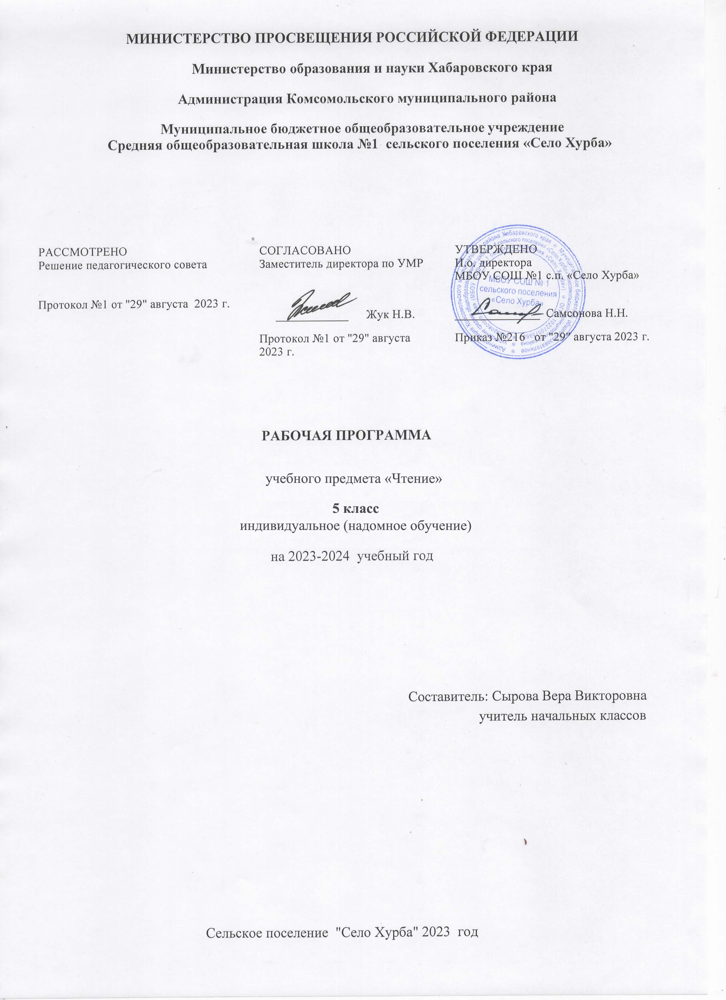 МИНИСТЕРСТВО ПРОСВЕЩЕНИЯ РОССИЙСКОЙ ФЕДЕРАЦИИ
Министерство образования и науки Хабаровского края
Администрация Комсомольского муниципального района
Муниципальное бюджетное общеобразовательное учреждение
Средняя общеобразовательная школа №1 сельского поселения «Село Хурба»
РАССМОТРЕНО
Решение педагогического совета
Протокол №1 от "29" августа 2023 г.
СОГЛАСОВАНО
Заместитель директора по УМР
Жук Н.В.
Протокол №1 от "29" августа
2023 г.
УТВЕРЖДЕНО
И.о. директора
МБОУ СОШ №1 с.п. «Село Хурба»
Самсонова Н.Н.
Приказ №216 от "29" августа 2023 г.
МБОУ СОШ № 1
сельского поселения
«Село Хурба»
РАБОЧАЯ ПРОГРАММА
учебного предмета «Чтение»
5 класс
индивидуальное (надомное обучение)
на 2023-2024 учебный год
Составитель: Сырова Вера Викторовна
учитель начальных классов
Сельское поселение "Село Хурба" 2023 год